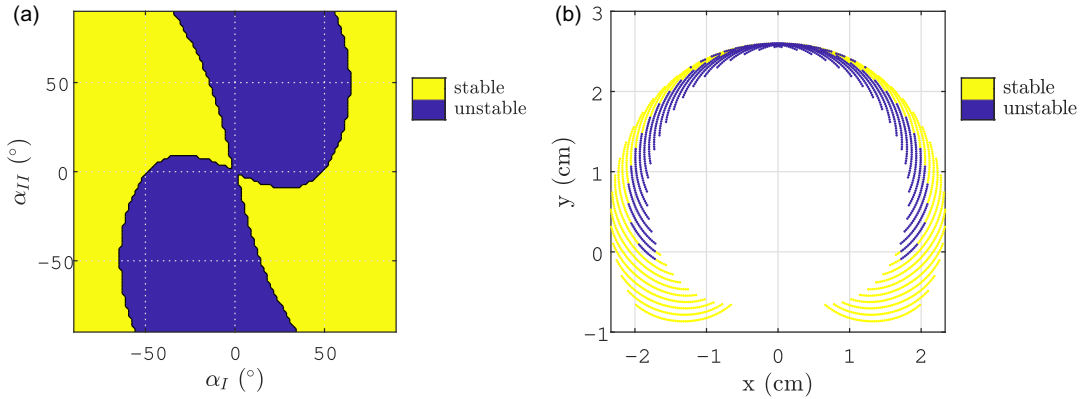 (a)
50
0
−50
−50
0
50
α_II (°)
α_I (°)
stable
unstable
(b)
3
2
1
0
−1
−2
−1
0
1
2
y (cm)
x (cm)
stable
unstable